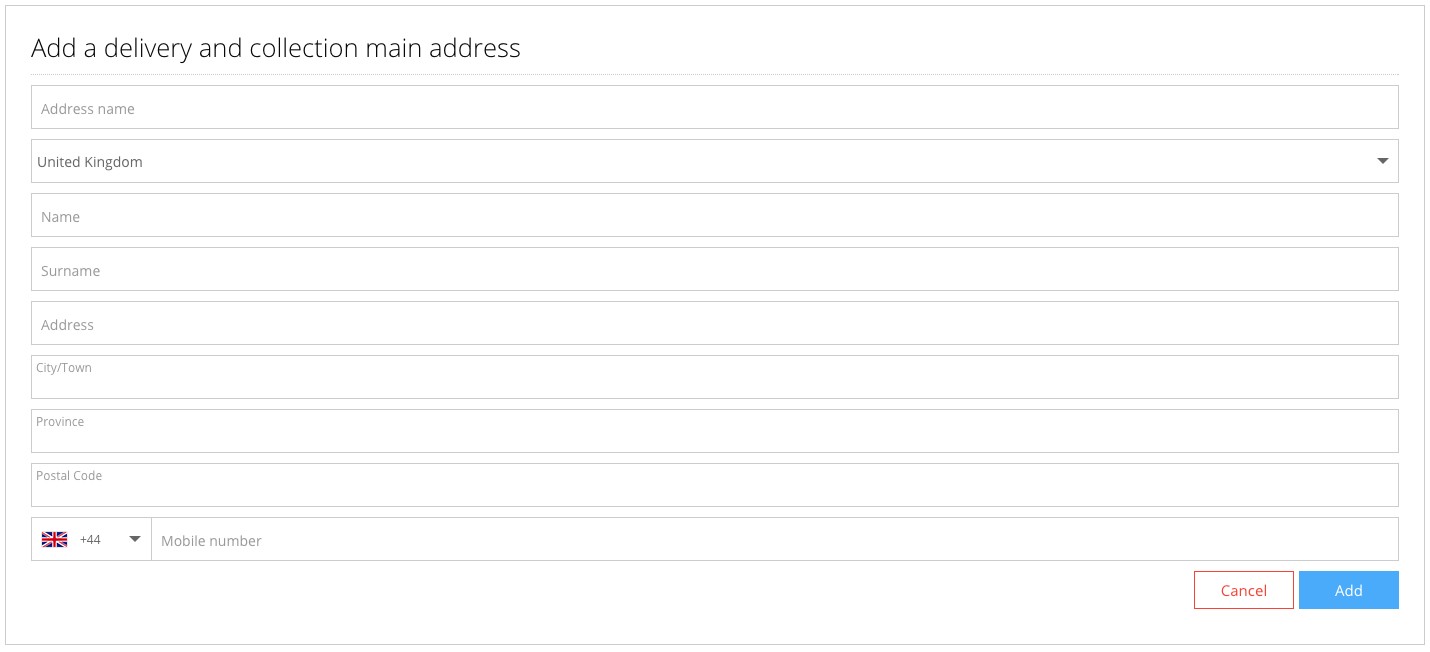 Add a delivery and collection main address
Address name
United Kingdom
Name
Surname
Address
City/Town
Province
Postal Code
+44 Mobile number
Cancel Add